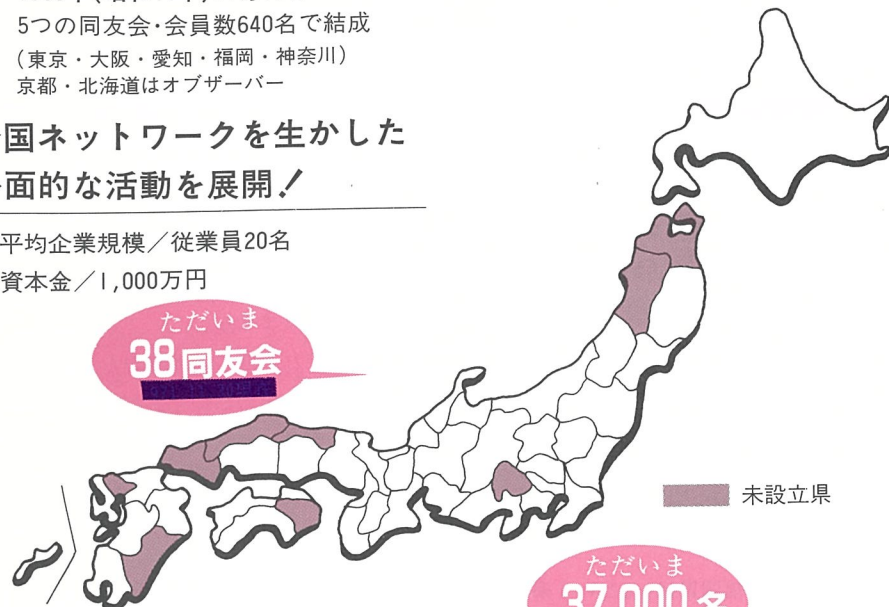 5つの同友会・会員数640名で結成
（東京・大阪・愛知・福岡・神奈川）
京都・北海道はオブザーバー
国ネットワークを生かした
面的な活動を展開！
平均企業規模／従業員20名
資本金／1,000万円
ただいま
38同友会
未設立県
ただいま
37,000名